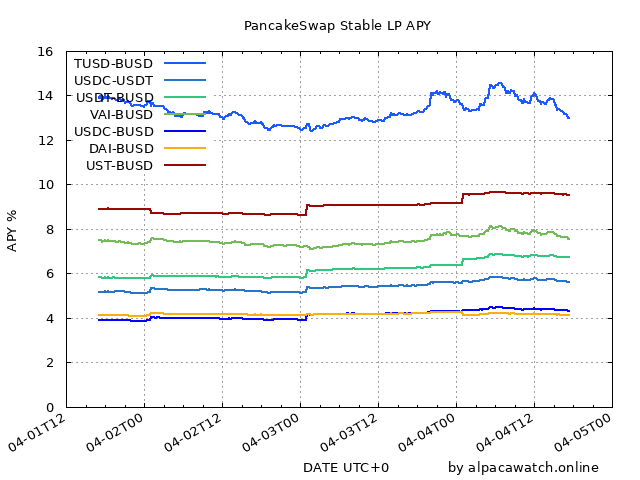 PancakeSwap Stable LP APY
16
14
12
10
8
6
4
2
0
APY %
TUSD-BUSD
USDC-USDT
USDT-BUSD
VAI-BUSD
USDC-BUSD
DAI-BUSD
UST-BUSD
04-01T12
04-02T00
04-02T12
04-03T00
04-03T12
04-04T00
04-04T12
04-05T00
DATE UTC+0
by alpacawatch.online